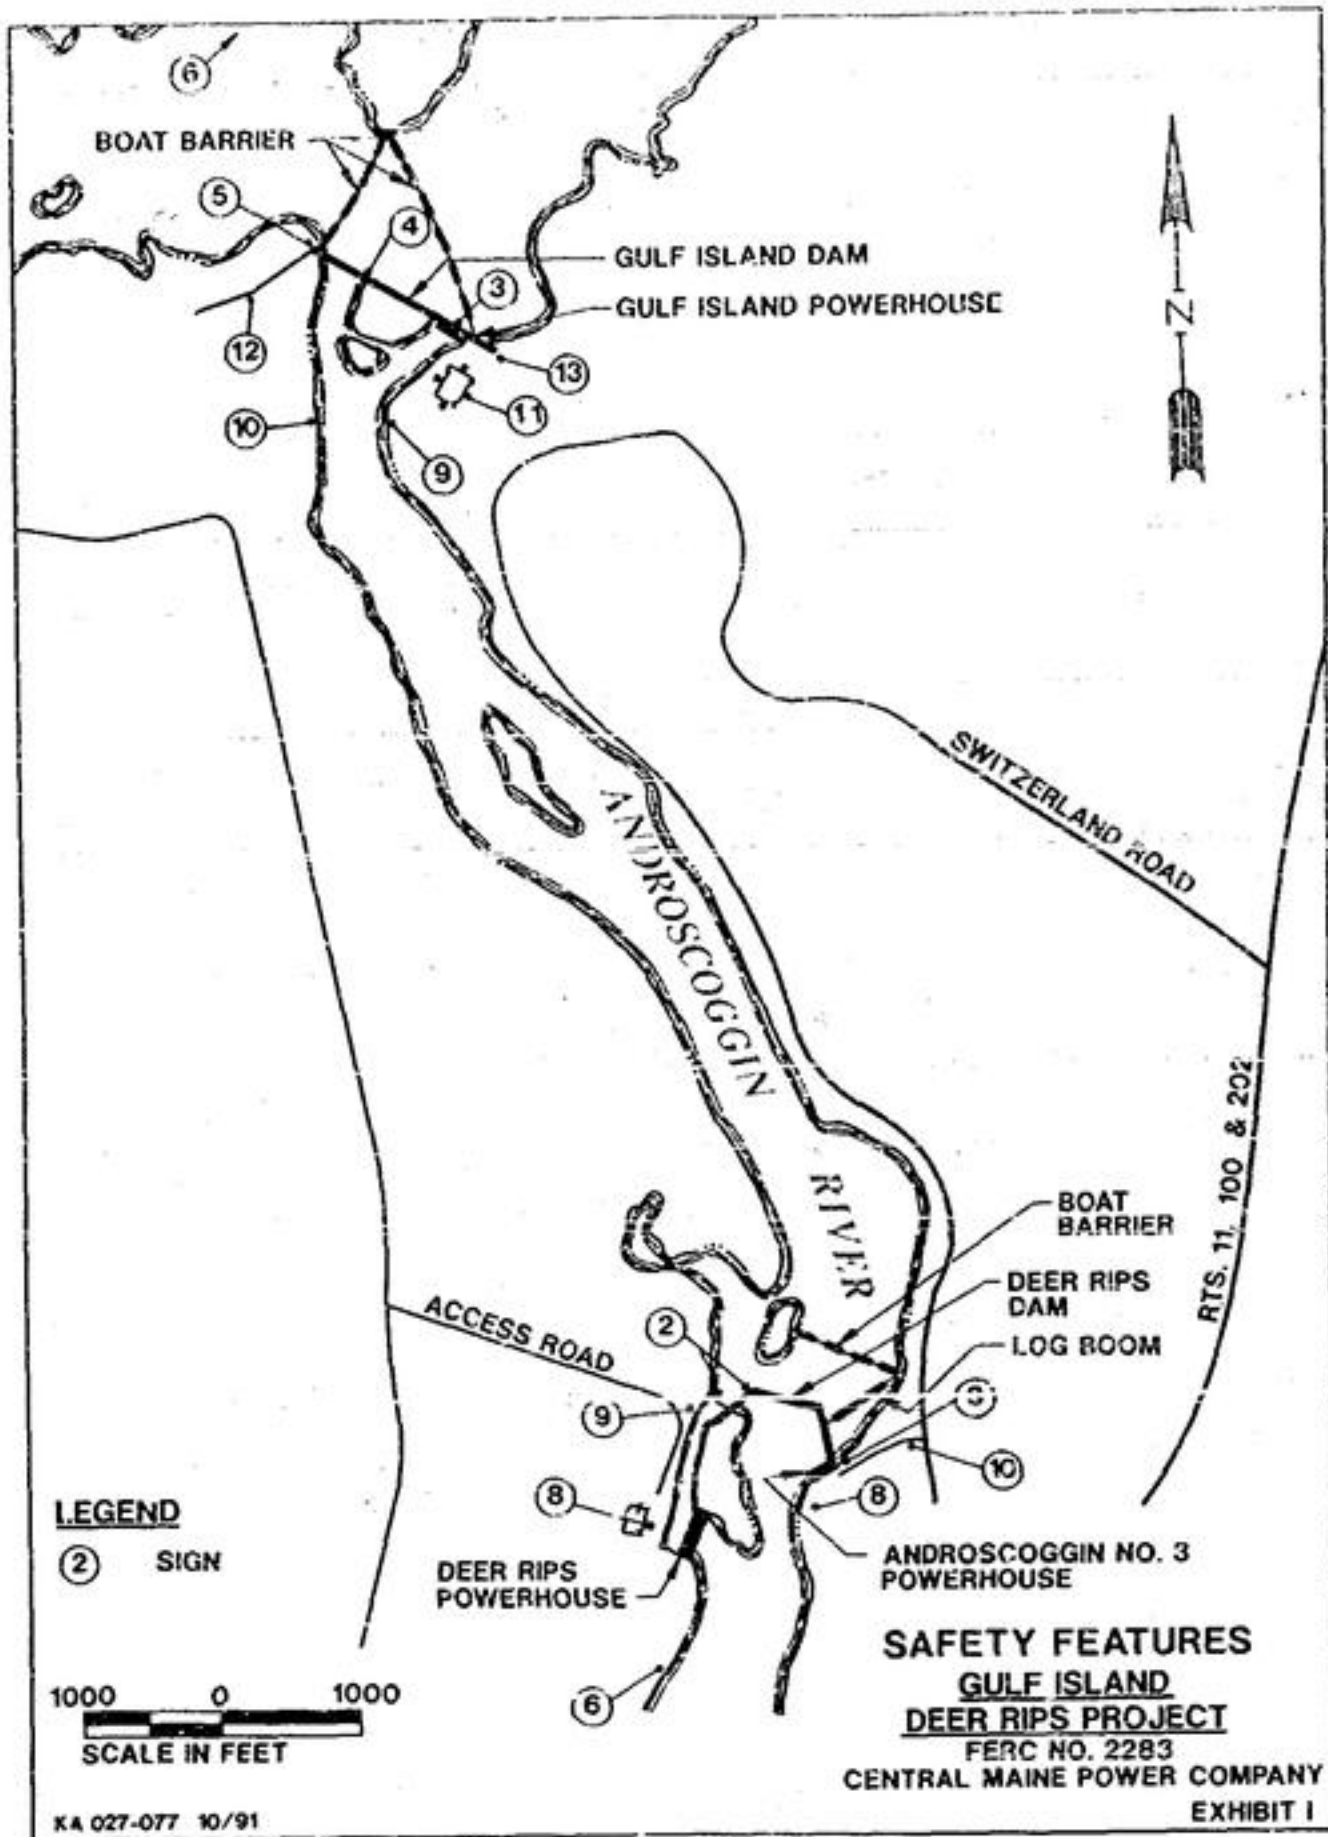 6
BOAT BARRIER
5
4
GULF ISLAND DAM
3
GULF ISLAND POWERHOUSE
12
13
11
10
9
N
SWITZERLAND ROAD
ANDROSCOGGIN
RIVER
RTS. 11, 100 & 202
BOAT
BARRIER
DEER RIPS
DAM
LOG BOOM
ACCESS ROAD
2
9
10
8
8
DEER RIPS
POWERHOUSE
ANDROSCOGGIN NO. 3
POWERHOUSE
6
LEGEND
2 SIGN
1000 0 1000
SCALE IN FEET
SAFETY FEATURES
GULF ISLAND
DEER RIPS PROJECT
FERC NO. 2283
CENTRAL MAINE POWER COMPANY
EXHIBIT I
KA 027-077 10/91